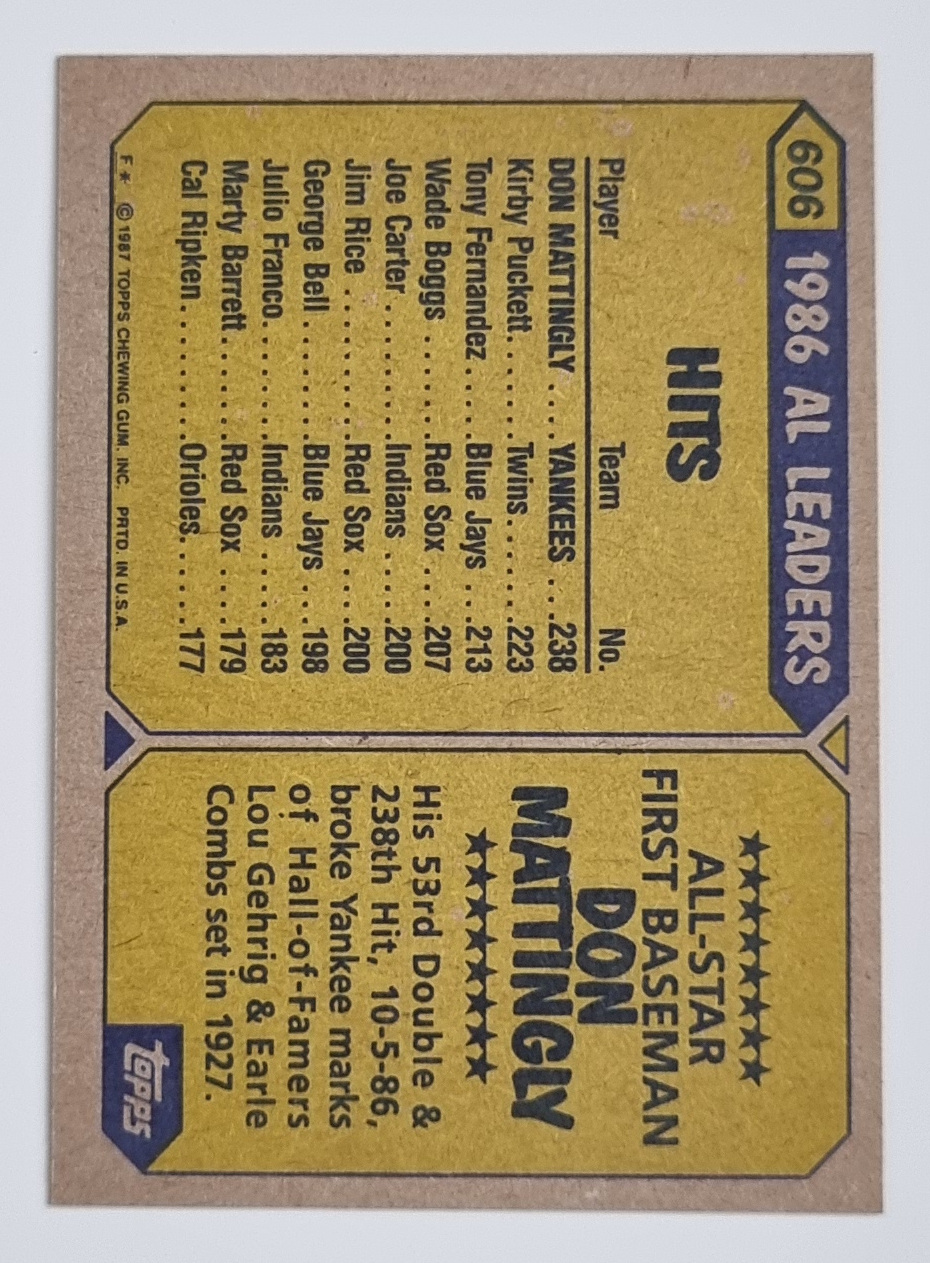 606 1986 AL LEADERS
HITS
Player Team No.
DON MATTINGLY ....YANKEES ...238
Kirby Puckett.......Twins......223
Tony Fernandez.....Blue Jays ...213
Wade Boggs .......Red Sox ....207
Joe Carter.........Indians .....200
Jim Rice ..........Red Sox ....200
George Bell........Blue Jays ...198
Julio Franco........Indians .....183
Marty Barrett.......Red Sox ....179
Cal Ripken..........Orioles.....177
F* © 1987 TOPPS CHEWING GUM. INC. PRTD. IN U.S.A.
ALL-STAR
FIRST BASEMAN
DON
MATTINGLY
His 53rd Double &
238th Hit, 10-5-86,
broke Yankee marks
of Hall-of-Famers
Lou Gehrig & Earle
Combs set in 1927.
topps